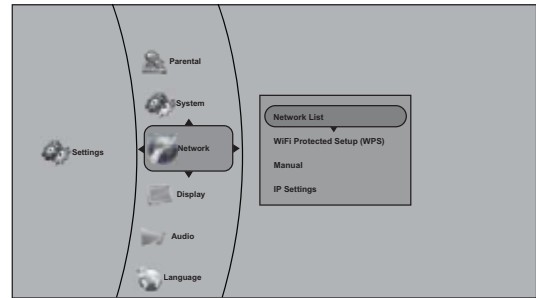 Settings
Parental
System
Network
Display
Audio
Language
Network List
WiFi Protected Setup (WPS)
Manual
IP Settings